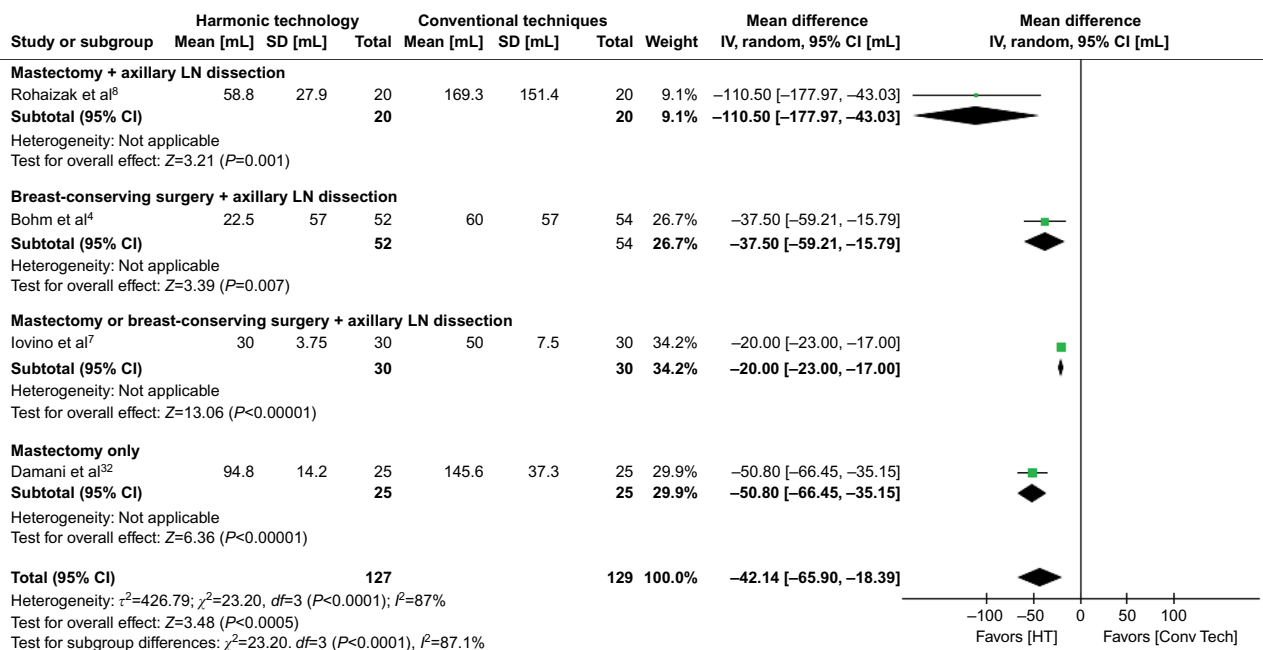 Harmonic technology Conventional techniques Mean difference Mean difference
Study or subgroup Mean [mL] SD [mL] Total Mean [mL] SD [mL] Total Weight IV, random, 95% CI [mL] IV, random, 95% CI [mL]
Mastectomy + axillary LN dissection
Rohaizak et al⁸ 58.8 27.9 20 169.3 151.4 20 9.1% –110.50 [–177.97, –43.03]
Subtotal (95% CI) 20 20 9.1% –110.50 [–177.97, –43.03]
Heterogeneity: Not applicable
Test for overall effect: Z=3.21 (P=0.001)
Breast-conserving surgery + axillary LN dissection
Bohm et al⁴ 22.5 57 52 60 57 54 26.7% –37.50 [–59.21, –15.79]
Subtotal (95% CI) 52 54 26.7% –37.50 [–59.21, –15.79]
Heterogeneity: Not applicable
Test for overall effect: Z=3.39 (P=0.007)
Mastectomy or breast-conserving surgery + axillary LN dissection
Iovino et al⁷ 30 3.75 30 50 7.5 30 34.2% –20.00 [–23.00, –17.00]
Subtotal (95% CI) 30 30 34.2% –20.00 [–23.00, –17.00]
Heterogeneity: Not applicable
Test for overall effect: Z=13.06 (P<0.00001)
Mastectomy only
Damani et al³² 94.8 14.2 25 145.6 37.3 25 29.9% –50.80 [–66.45, –35.15]
Subtotal (95% CI) 25 25 29.9% –50.80 [–66.45, –35.15]
Heterogeneity: Not applicable
Test for overall effect: Z=6.36 (P<0.00001)
Total (95% CI) 127 129 100.0% –42.14 [–65.90, –18.39]
Heterogeneity: τ²=426.79; χ²=23.20, df=3 (P<0.0001); I²=87%
Test for overall effect: Z=3.48 (P<0.0005)
Test for subgroup differences: χ²=23.20. df=3 (P<0.0001), I²=87.1%
–100 –50 0 50 100
Favors [HT] Favors [Conv Tech]